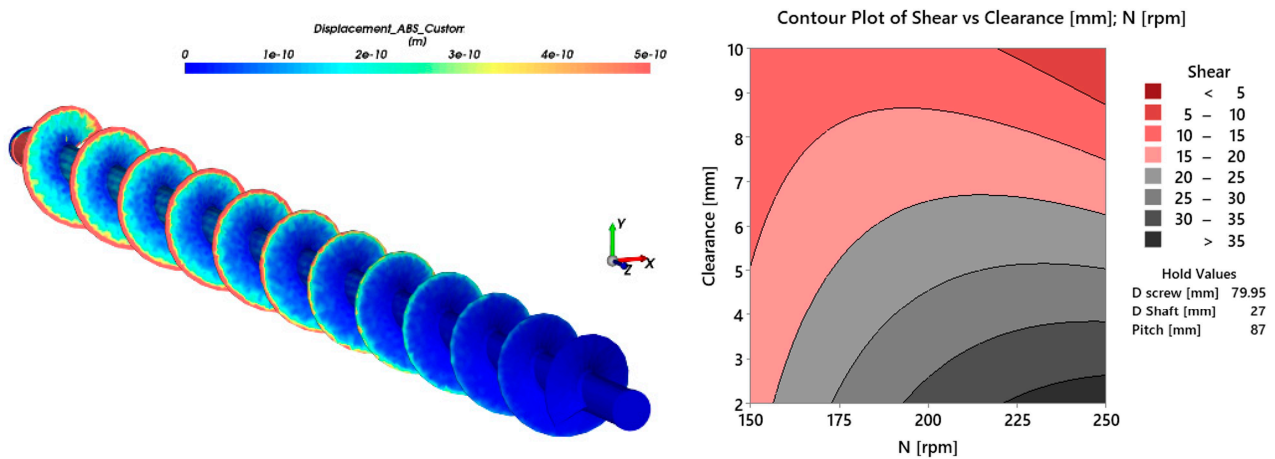 Displacement_ABS_Custom
(m)
0 1e-10 2e-10 3e-10 4e-10 5e-10
Y
X
Z
Contour Plot of Shear vs Clearance [mm]; N [rpm]
Clearance [mm]
10
9
8
7
6
5
4
3
2
150 175 200 225 250
N [rpm]
Shear
< 5
5 – 10
10 – 15
15 – 20
20 – 25
25 – 30
30 – 35
> 35
Hold Values
D screw [mm] 79.95
D Shaft [mm] 27
Pitch [mm] 87